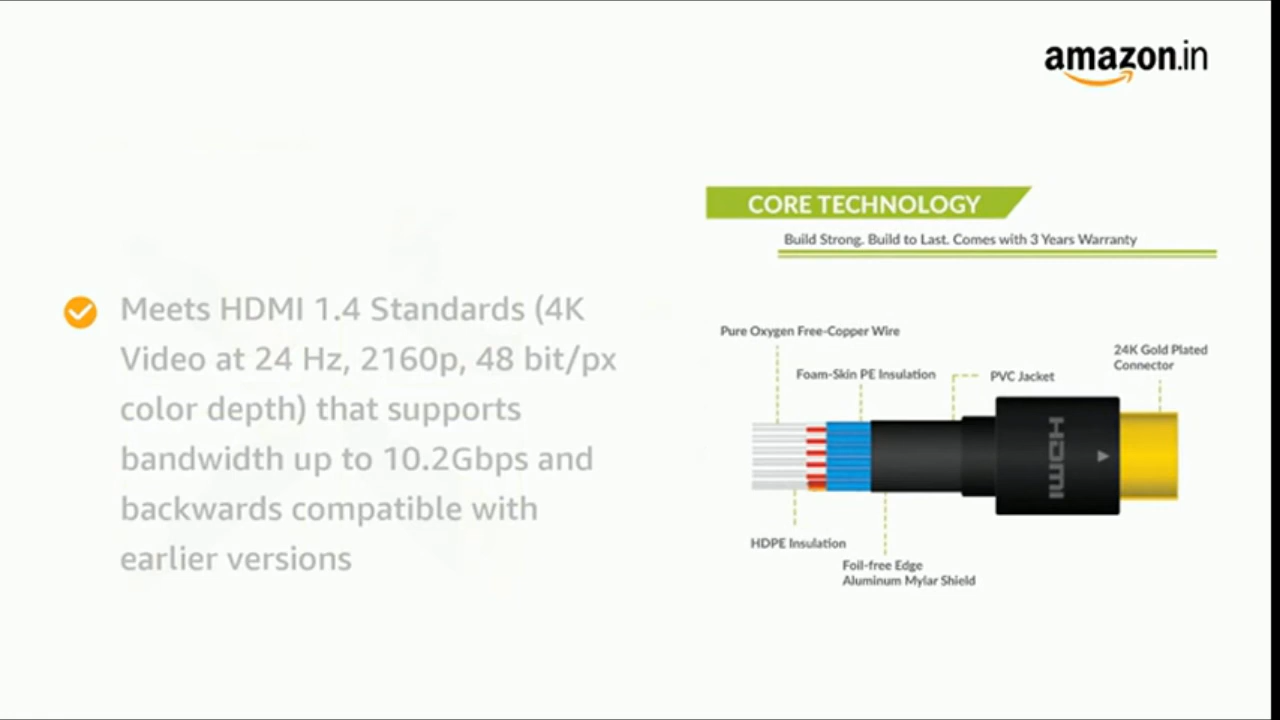 amazon.in
CORE TECHNOLOGY
Build Strong. Build to Last. Comes with 3 Years Warranty
Meets HDMI 1.4 Standards (4K
Video at 24 Hz, 2160p, 48 bit/px
color depth) that supports
bandwidth up to 10.2Gbps and
backwards compatible with
earlier versions
Pure Oxygen Free-Copper Wire
24K Gold Plated
Connector
Foam-Skin PE Insulation
PVC Jacket
HDMI
HDPE Insulation
Foil-free Edge
Aluminum Mylar Shield